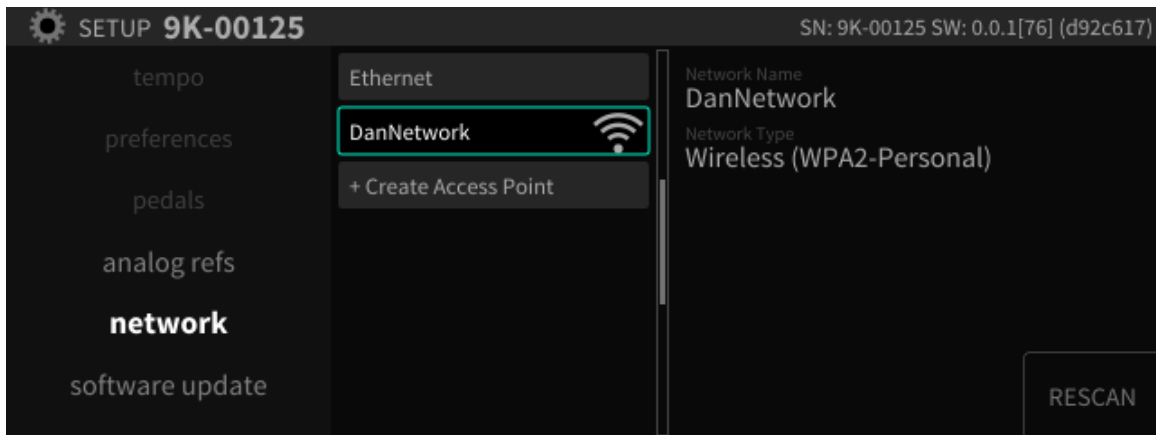 SETUP 9K-00125
SN: 9K-00125 SW: 0.0.1[76] (d92c617)
tempo
preferences
pedals
analog refs
network
software update
Ethernet
DanNetwork
+ Create Access Point
Network Name
DanNetwork
Network Type
Wireless (WPA2-Personal)
RESCAN